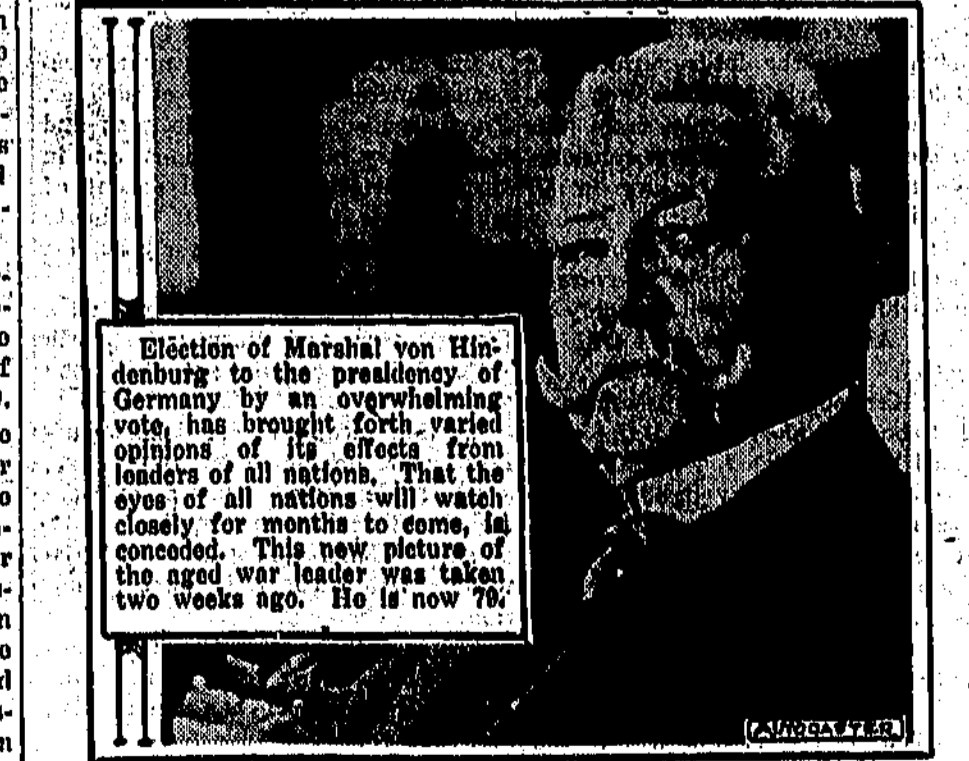 Election of Marshal von Hin-
denburg to the presidency of
Germany by an overwhelming
vote, has brought forth varied
opinions of its effects from
leaders of all nations. That the
eyes of all nations will watch
closely for months to come, is
conceded. This new picture of
the aged war leader was taken
two weeks ago. He is now 79.
AUTOCASTER